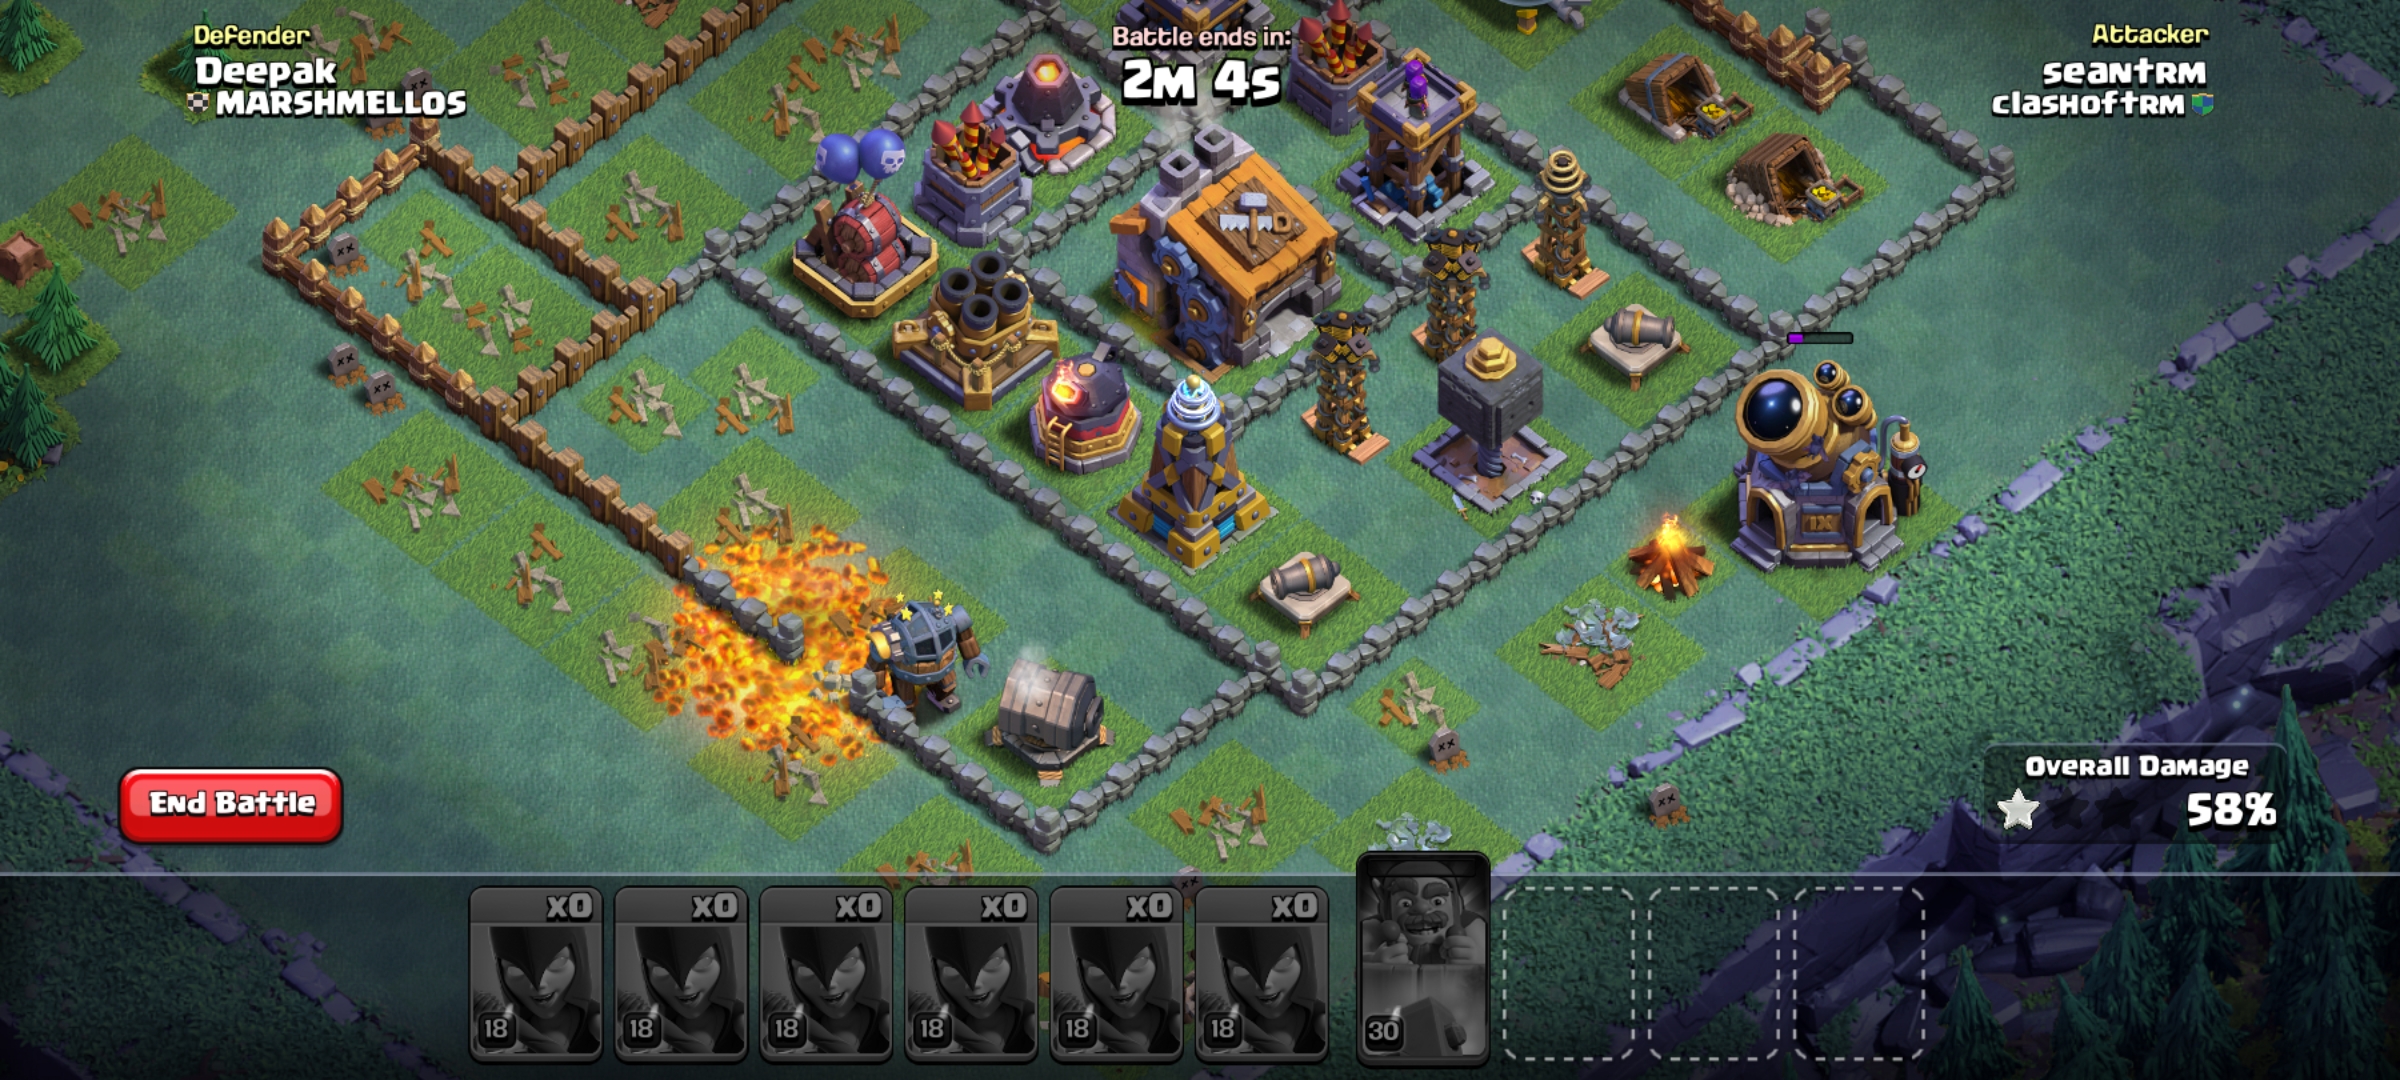 Defender
Deepak
MARSHMELLOS
Battle ends in:
2M 4s
Attacker
seantRM
clashoftRM
IX
End Battle
Overall Damage
58%
x0
x0
x0
x0
x0
x0
18
18
18
18
18
18
30